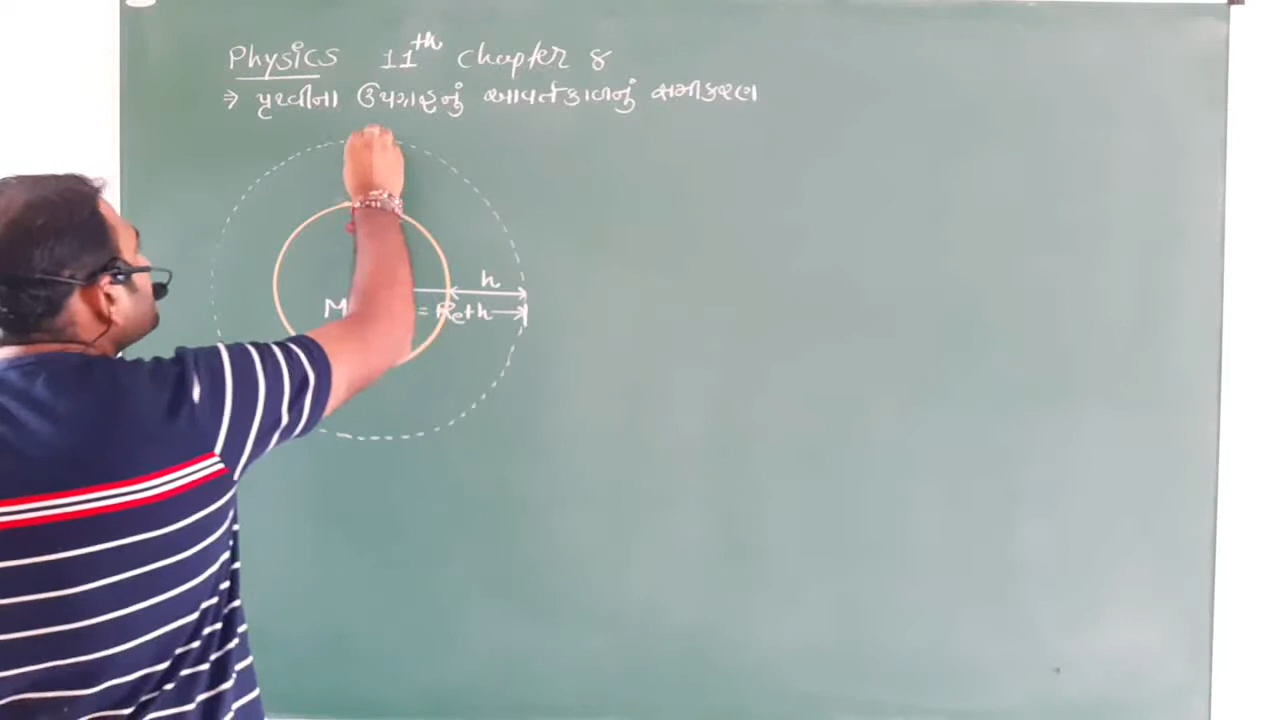 Physics 11th Chapter 8
⇒ પૃથ્વીના ઉપગ્રહનું આવર્તકાળનું સમીકરણ
h
M = Re+h